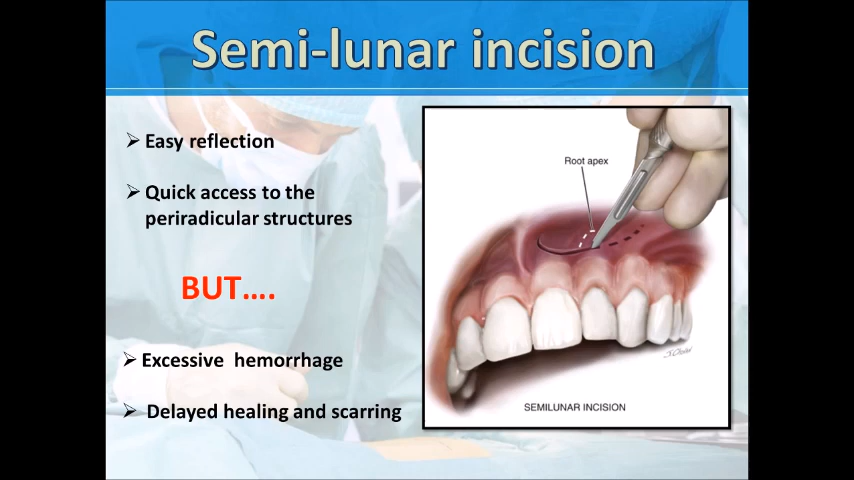 Semi-lunar incision
➢ Easy reflection
➢ Quick access to the
periradicular structures
BUT....
➢ Excessive hemorrhage
➢ Delayed healing and scarring
Root apex
SEMILUNAR INCISION